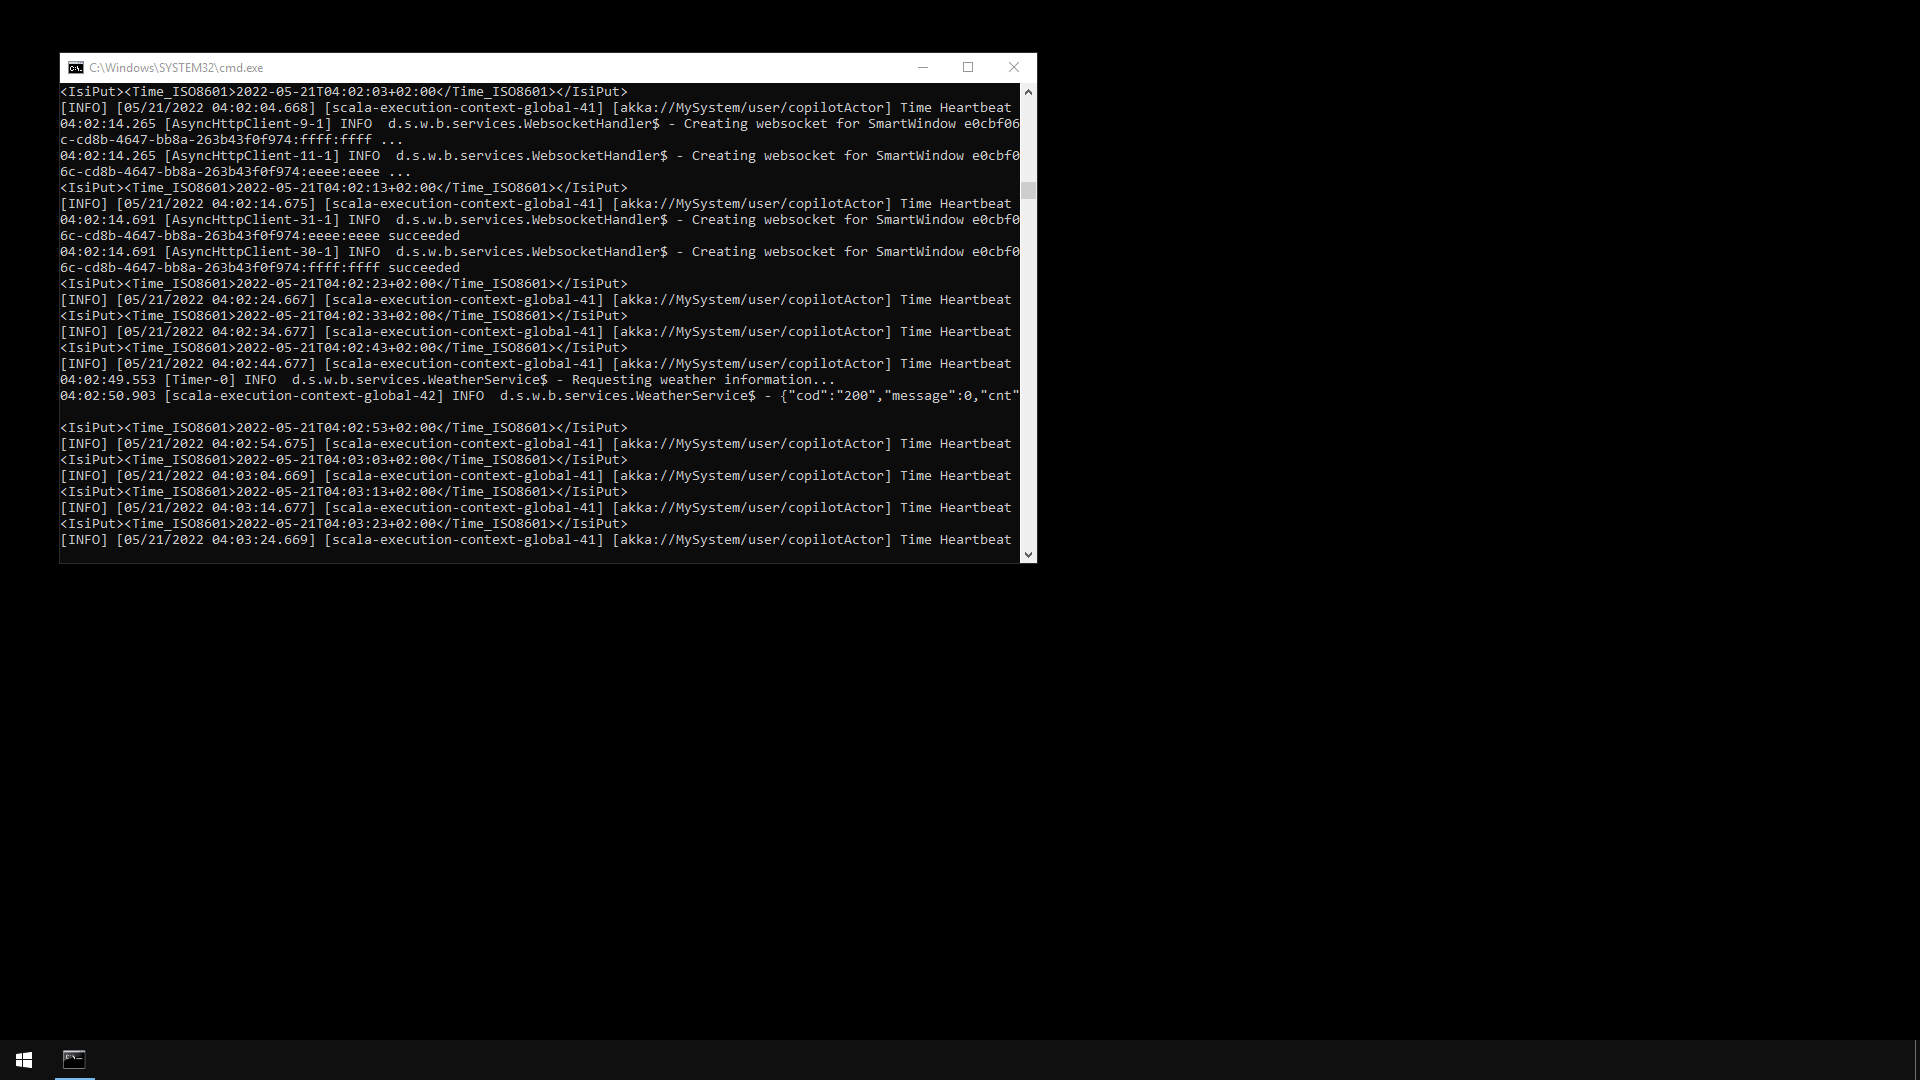 C:\Windows\SYSTEM32\cmd.exe
<IsiPut><Time_ISO8601>2022-05-21T04:02:03+02:00</Time_ISO8601></IsiPut>
[INFO] [05/21/2022 04:02:04.668] [scala-execution-context-global-41] [akka://MySystem/user/copilotActor] Time Heartbeat
04:02:14.265 [AsyncHttpClient-9-1] INFO  d.s.w.b.services.WebsocketHandler$ - Creating websocket for SmartWindow e0cbf06
c-cd8b-4647-bb8a-263b43f0f974:ffff:ffff ...
04:02:14.265 [AsyncHttpClient-11-1] INFO  d.s.w.b.services.WebsocketHandler$ - Creating websocket for SmartWindow e0cbf0
6c-cd8b-4647-bb8a-263b43f0f974:eeee:eeee ...
<IsiPut><Time_ISO8601>2022-05-21T04:02:13+02:00</Time_ISO8601></IsiPut>
[INFO] [05/21/2022 04:02:14.675] [scala-execution-context-global-41] [akka://MySystem/user/copilotActor] Time Heartbeat
04:02:14.691 [AsyncHttpClient-31-1] INFO  d.s.w.b.services.WebsocketHandler$ - Creating websocket for SmartWindow e0cbf0
6c-cd8b-4647-bb8a-263b43f0f974:eeee:eeee succeeded
04:02:14.691 [AsyncHttpClient-30-1] INFO  d.s.w.b.services.WebsocketHandler$ - Creating websocket for SmartWindow e0cbf0
6c-cd8b-4647-bb8a-263b43f0f974:ffff:ffff succeeded
<IsiPut><Time_ISO8601>2022-05-21T04:02:23+02:00</Time_ISO8601></IsiPut>
[INFO] [05/21/2022 04:02:24.667] [scala-execution-context-global-41] [akka://MySystem/user/copilotActor] Time Heartbeat
<IsiPut><Time_ISO8601>2022-05-21T04:02:33+02:00</Time_ISO8601></IsiPut>
[INFO] [05/21/2022 04:02:34.677] [scala-execution-context-global-41] [akka://MySystem/user/copilotActor] Time Heartbeat
<IsiPut><Time_ISO8601>2022-05-21T04:02:43+02:00</Time_ISO8601></IsiPut>
[INFO] [05/21/2022 04:02:44.677] [scala-execution-context-global-41] [akka://MySystem/user/copilotActor] Time Heartbeat
04:02:49.553 [Timer-0] INFO  d.s.w.b.services.WeatherService$ - Requesting weather information...
04:02:50.903 [scala-execution-context-global-42] INFO  d.s.w.b.services.WeatherService$ - {"cod":"200","message":0,"cnt"
<IsiPut><Time_ISO8601>2022-05-21T04:02:53+02:00</Time_ISO8601></IsiPut>
[INFO] [05/21/2022 04:02:54.675] [scala-execution-context-global-41] [akka://MySystem/user/copilotActor] Time Heartbeat
<IsiPut><Time_ISO8601>2022-05-21T04:03:03+02:00</Time_ISO8601></IsiPut>
[INFO] [05/21/2022 04:03:04.669] [scala-execution-context-global-41] [akka://MySystem/user/copilotActor] Time Heartbeat
<IsiPut><Time_ISO8601>2022-05-21T04:03:13+02:00</Time_ISO8601></IsiPut>
[INFO] [05/21/2022 04:03:14.677] [scala-execution-context-global-41] [akka://MySystem/user/copilotActor] Time Heartbeat
<IsiPut><Time_ISO8601>2022-05-21T04:03:23+02:00</Time_ISO8601></IsiPut>
[INFO] [05/21/2022 04:03:24.669] [scala-execution-context-global-41] [akka://MySystem/user/copilotActor] Time Heartbeat